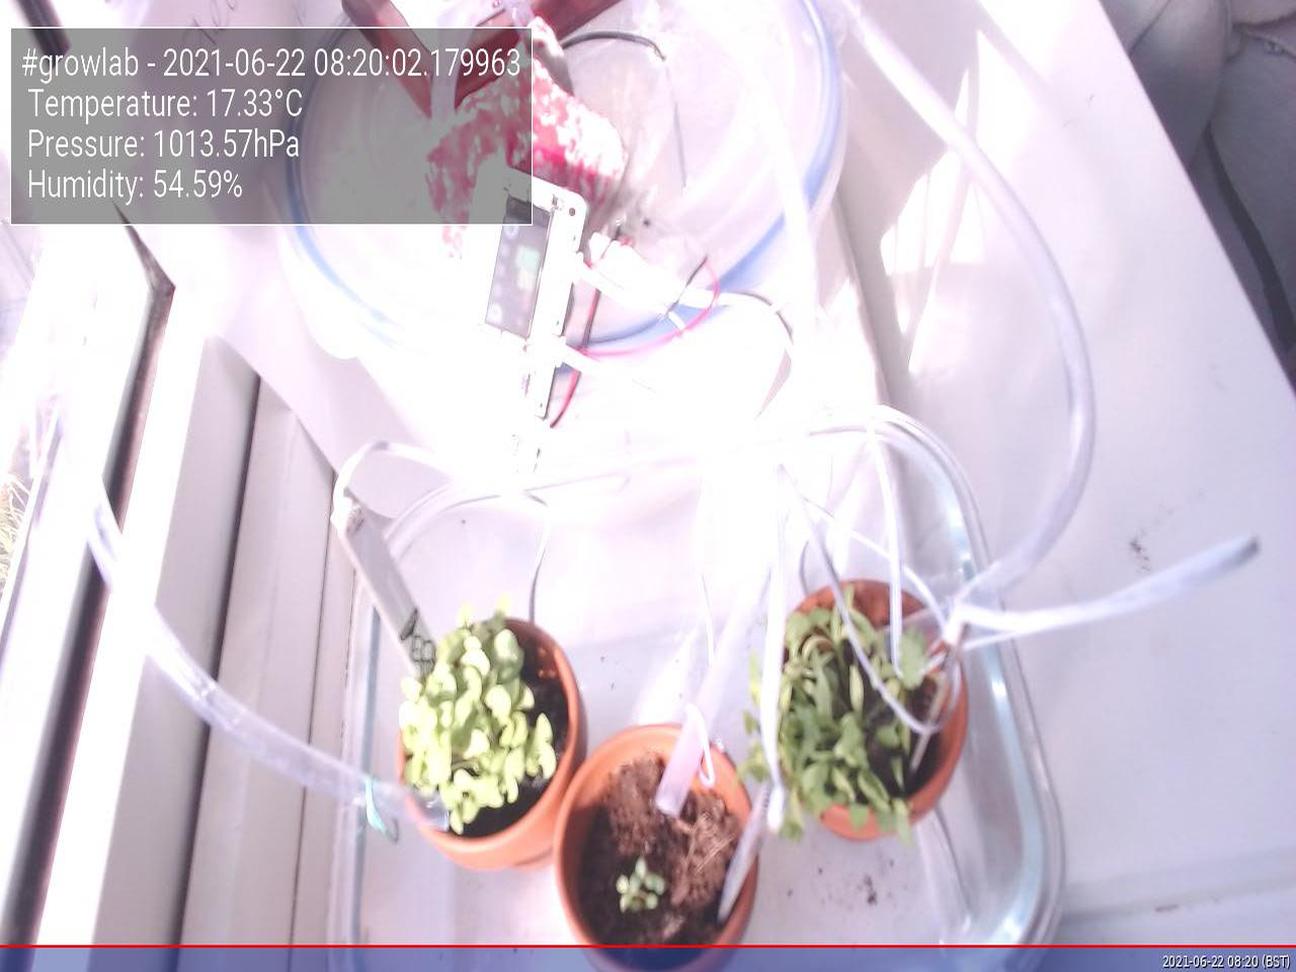 #growlab - 2021-06-22 08:20:02.179963
Temperature: 17.33°C
Pressure: 1013.57hPa
Humidity: 54.59%
2021-06-22 08:20 (BST)